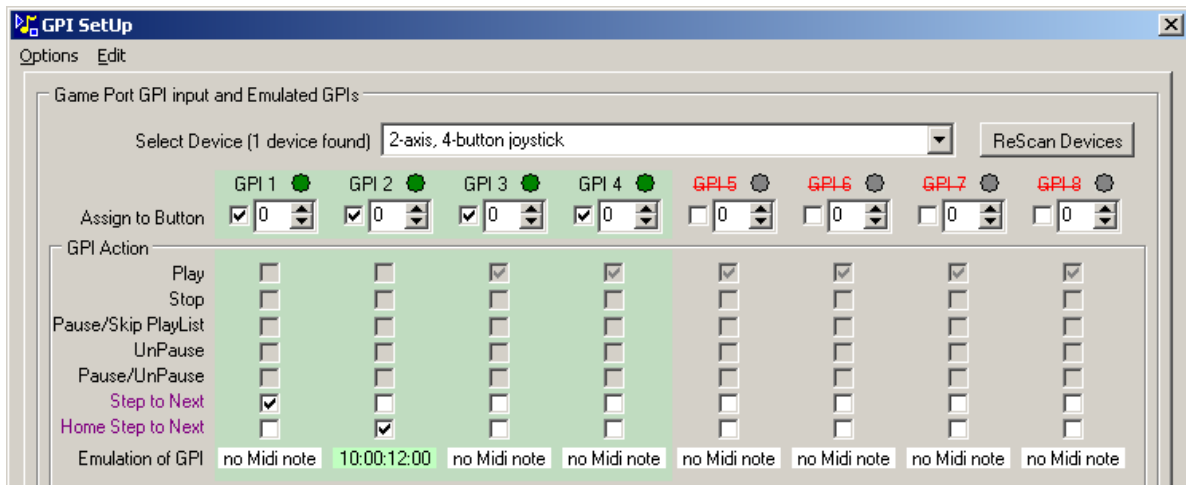 GPI SetUp
Options Edit
Game Port GPI input and Emulated GPIs
Select Device (1 device found) 2-axis, 4-button joystick ReScan Devices
GPI 1 GPI 2 GPI 3 GPI 4 GPI 5 GPI 6 GPI 7 GPI 8
Assign to Button 0 0 0 0 0 0 0 0
GPI Action
Play
Stop
Pause/Skip PlayList
UnPause
Pause/UnPause
Step to Next
Home Step to Next
Emulation of GPI no Midi note 10:00:12:00 no Midi note no Midi note no Midi note no Midi note no Midi note no Midi note